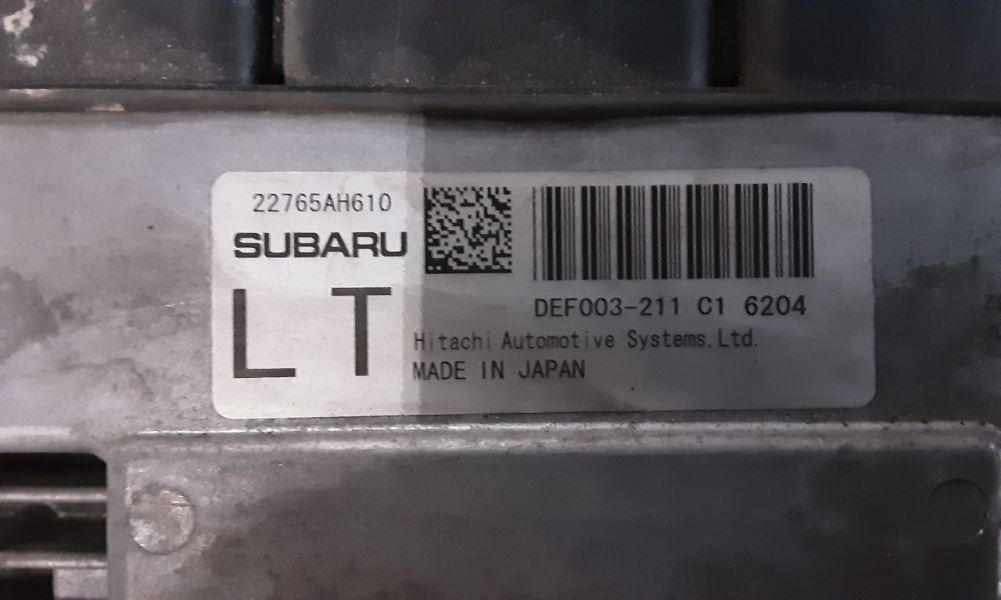 22765AH610
SUBARU
LT
DEF003-211 C1 6204
Hitachi Automotive Systems,Ltd.
MADE IN JAPAN